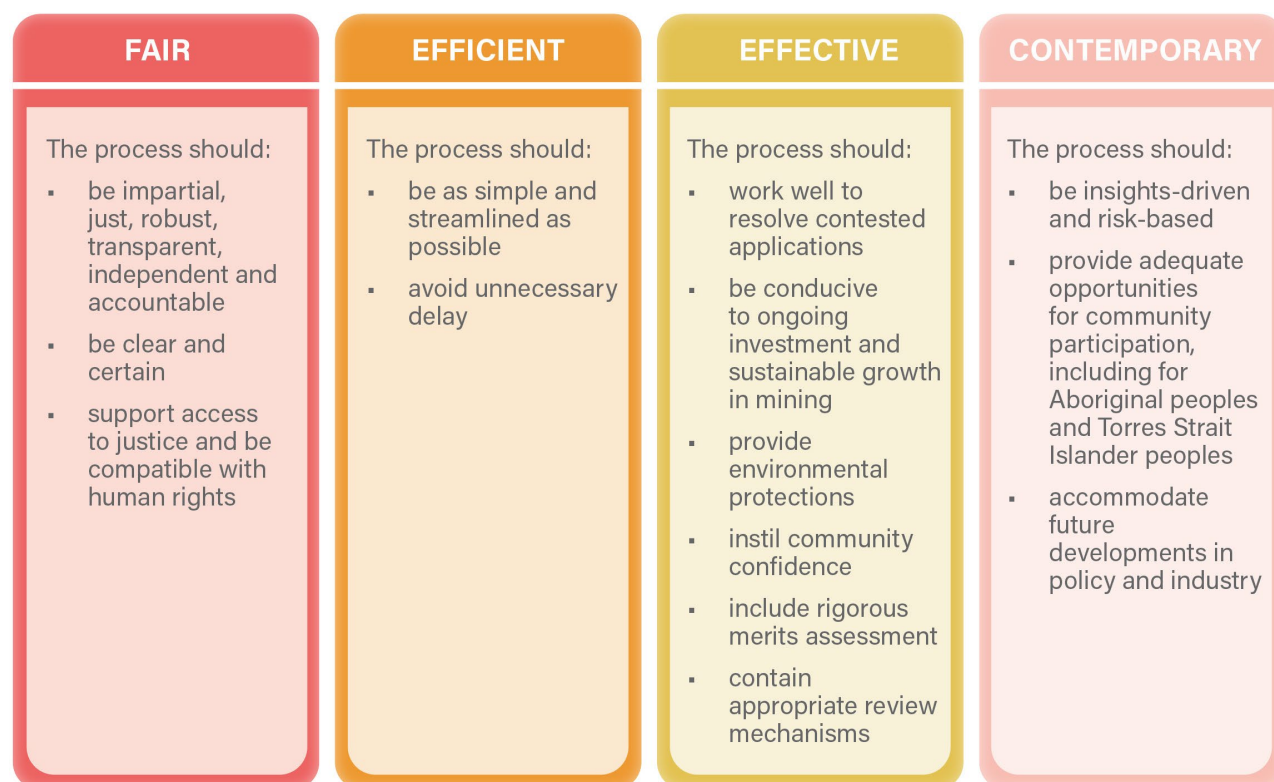 FAIR
The process should:
▪ be impartial,
just, robust,
transparent,
independent and
accountable
▪ be clear and
certain
▪ support access
to justice and be
compatible with
human rights
EFFICIENT
The process should:
▪ be as simple and
streamlined as
possible
▪ avoid unnecessary
delay
EFFECTIVE
The process should:
▪ work well to
resolve contested
applications
▪ be conducive
to ongoing
investment and
sustainable growth
in mining
▪ provide
environmental
protections
▪ instil community
confidence
▪ include rigorous
merits assessment
▪ contain
appropriate review
mechanisms
CONTEMPORARY
The process should:
▪ be insights-driven
and risk-based
▪ provide adequate
opportunities
for community
participation,
including for
Aboriginal peoples
and Torres Strait
Islander peoples
▪ accommodate
future
developments in
policy and industry